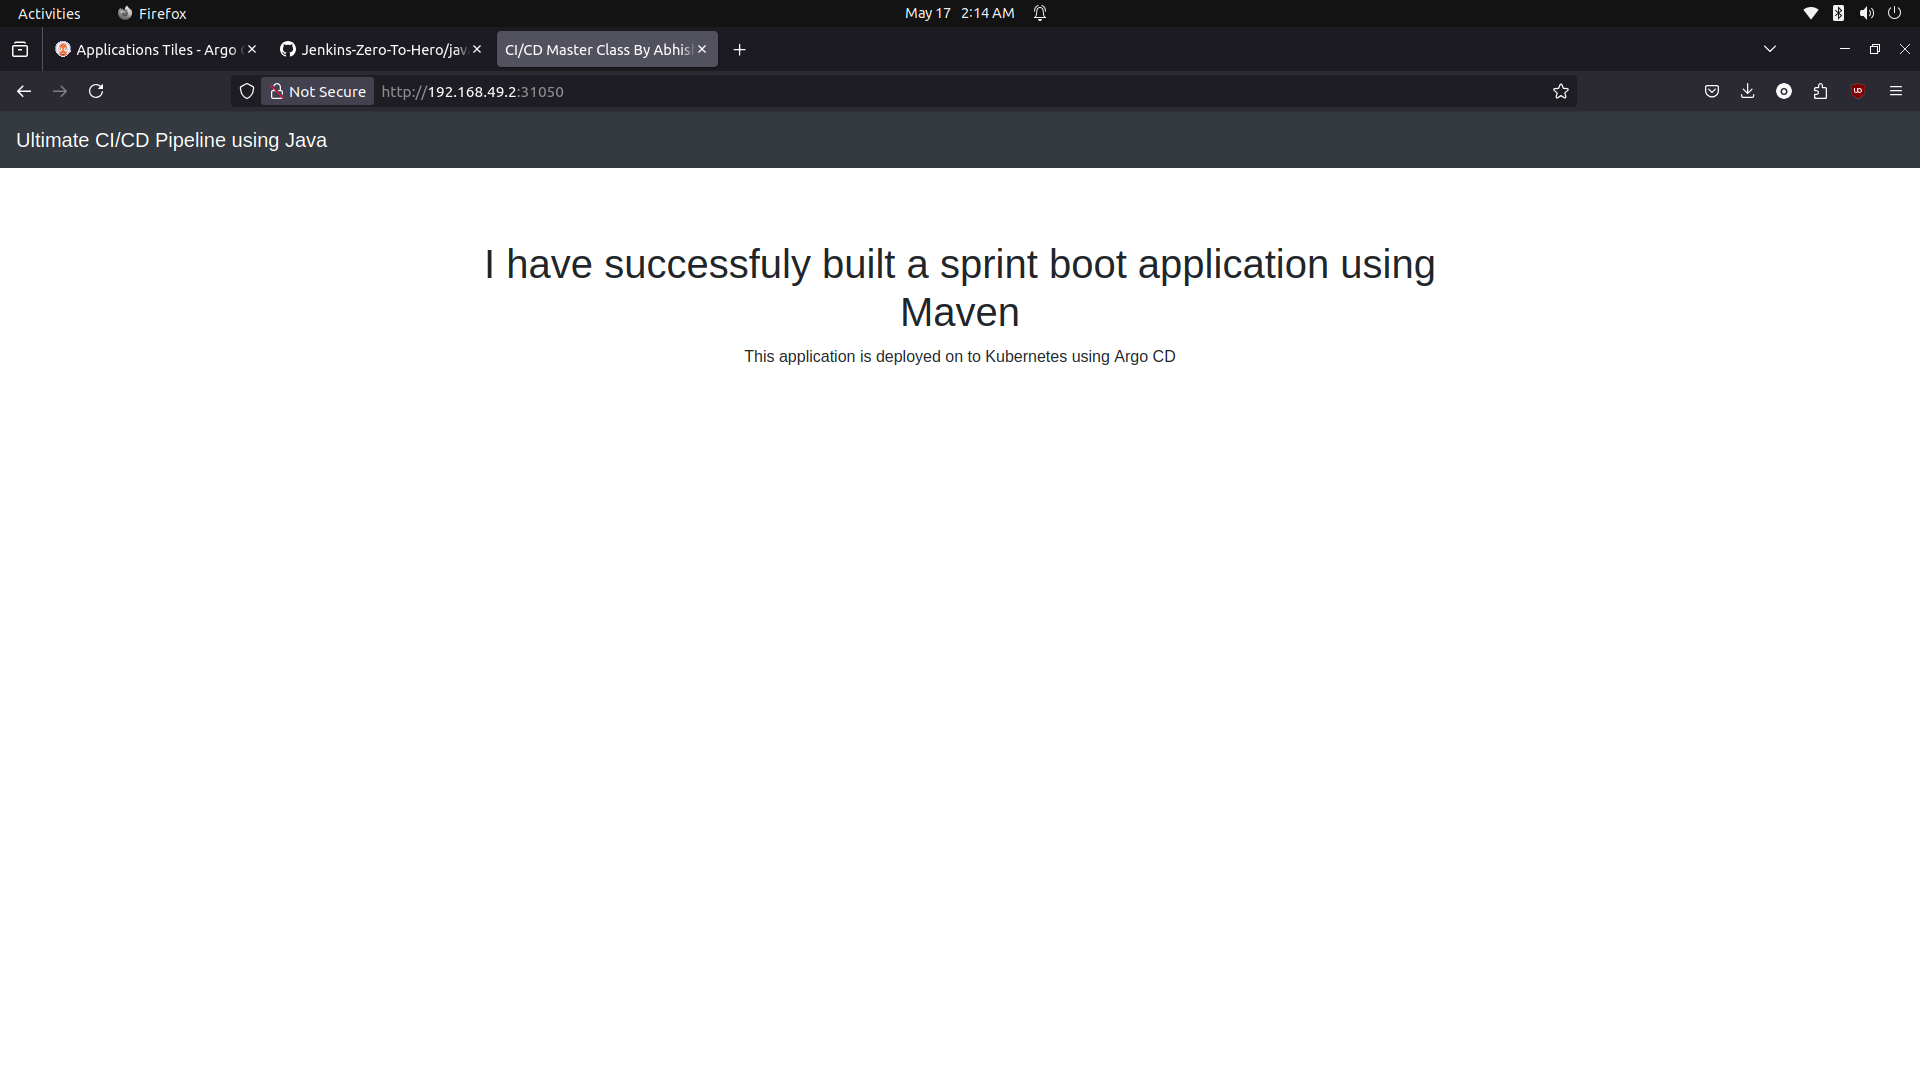 Activities Firefox May 17 2:14 AM
Applications Tiles - Argo Jenkins-Zero-To-Hero/jav CI/CD Master Class By Abhis
Not Secure http://192.168.49.2:31050
Ultimate CI/CD Pipeline using Java
I have successfuly built a sprint boot application using
Maven
This application is deployed on to Kubernetes using Argo CD